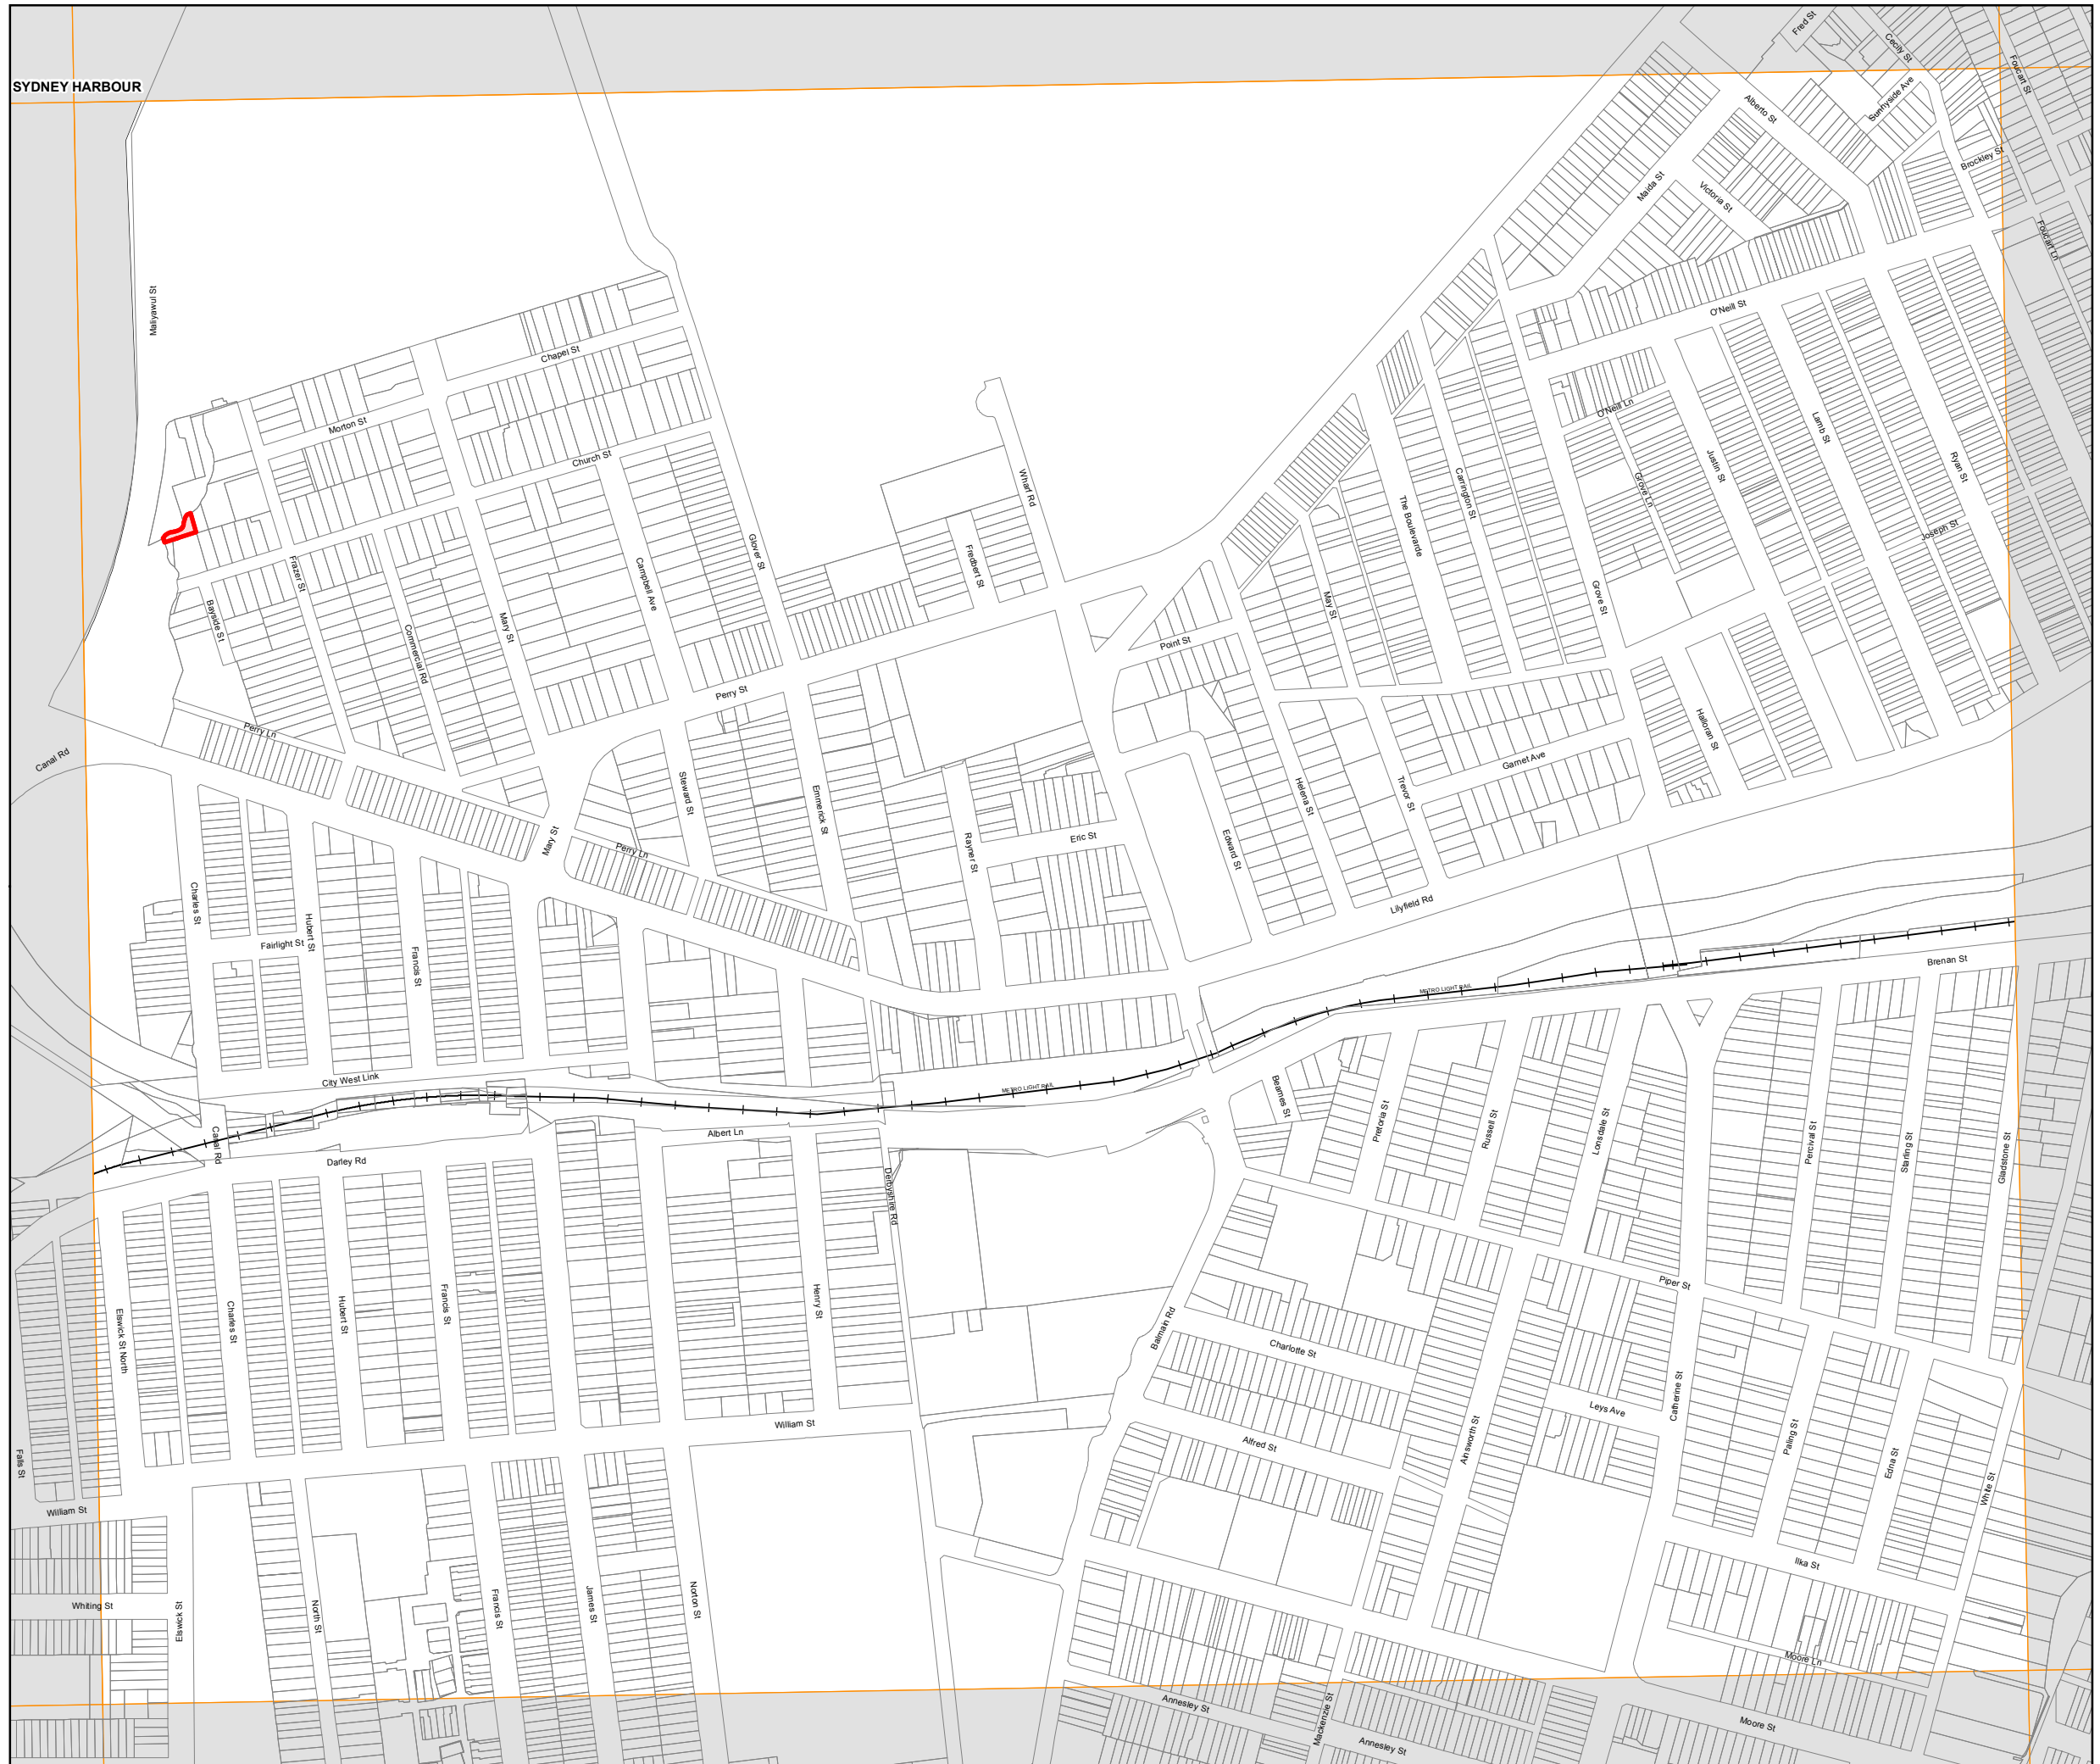 Fred St
Cecily St
Foucart St
SYDNEY HARBOUR
Sunnyside Ave
Alberto St
Brockley St
Maida St
Victoria St
Foucart Ln
Maliyawul St
O'Neill St
Chapel St
O'Neill Ln
Morton St
Lamb St
Church St
Justin St
Ryan St
Wharf Rd
Carrington St
Grove Ln
The Boulevarde
Joseph St
Glover St
Fredbert St
Frazer St
Campbell Ave
Grove St
May St
Bayside St
Mary St
Commercial Rd
Point St
Perry St
Halloran St
Perry Ln
Canal Rd
Garnet Ave
Steward St
Emmerick St
Helena St
Trevor St
Mary St
Perry Ln
Eric St
Rayner St
Edward St
Charles St
Lilyfield Rd
Hubert St
Fairlight St
Francis St
Brenan St
METRO LIGHT RAIL
City West Link
METRO LIGHT RAIL
Beames St
Pretoria St
Russell St
Lonsdale St
Percival St
Starling St
Gladstone St
Canal Rd
Albert Ln
Darley Rd
Derbyshire Rd
Piper St
Elswick St North
Charles St
Hubert St
Francis St
Henry St
Balmain Rd
Charlotte St
Catherine St
Leys Ave
William St
Ainsworth St
Paling St
Alfred St
Edna St
Falls St
White St
William St
Ilka St
Whiting St
Elswick St
North St
Francis St
James St
Norton St
Moore Ln
Annesley St
Mackenzie St
Moore St
Annesley St